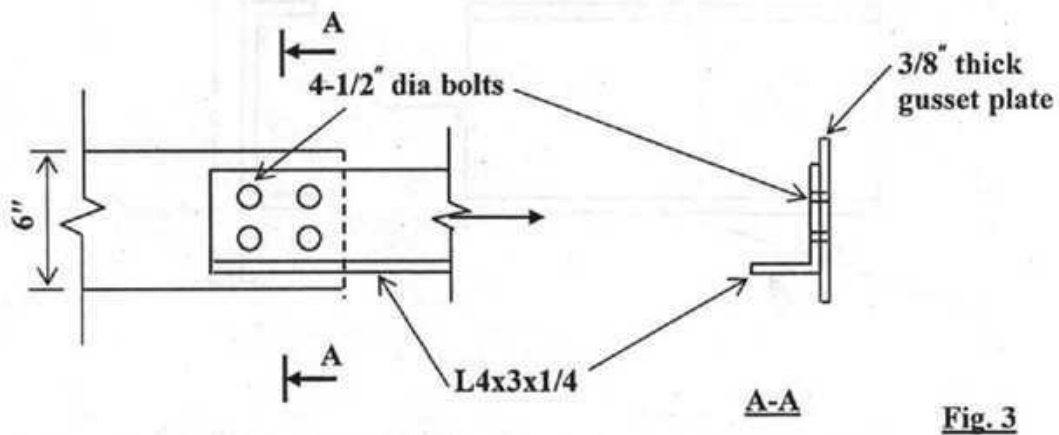 A
4-1/2" dia bolts
3/8" thick
gusset plate
6"
A
L4x3x1/4
A-A
Fig. 3